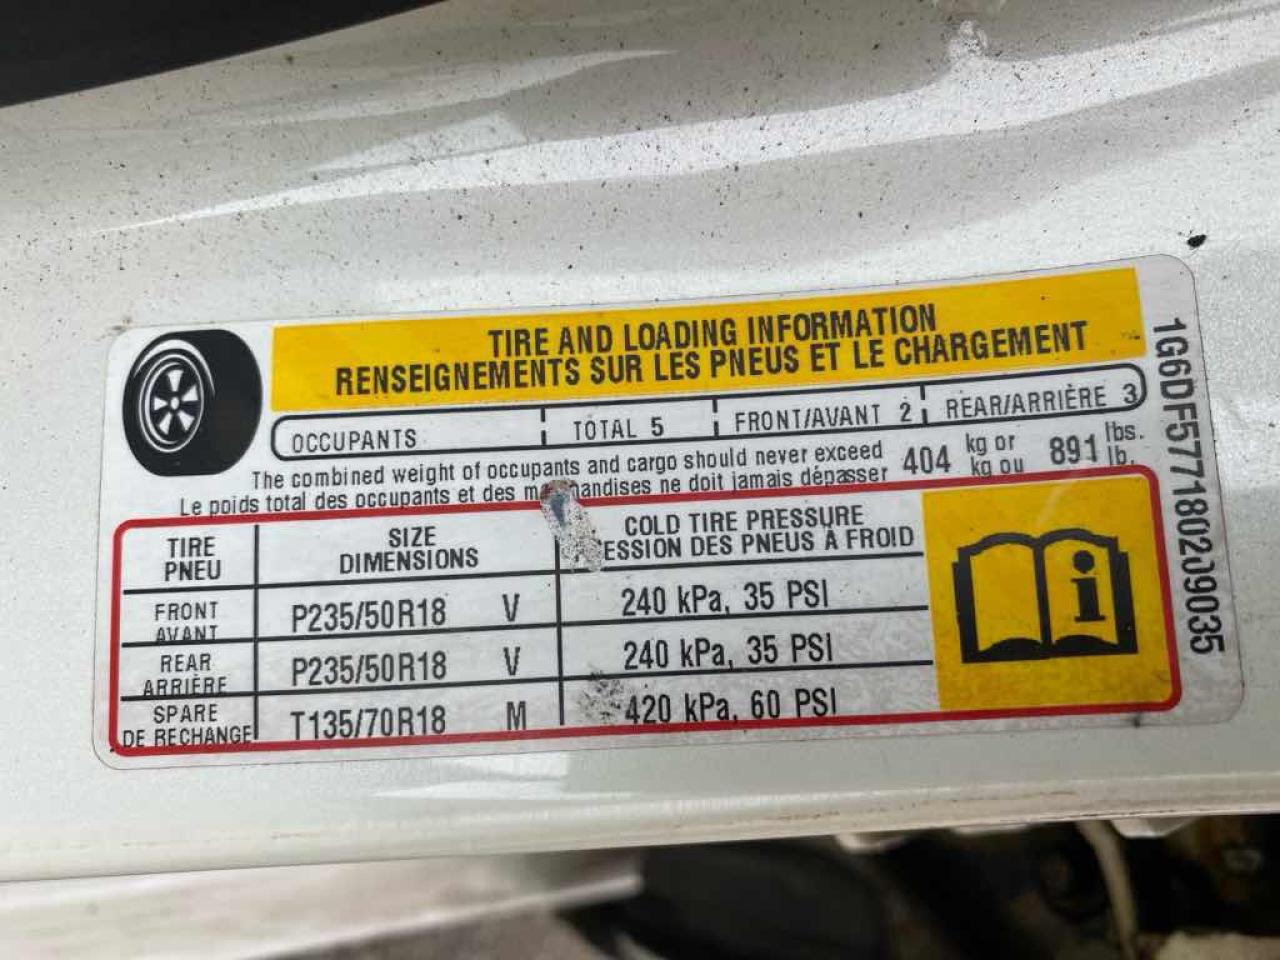 TIRE AND LOADING INFORMATION
RENSEIGNEMENTS SUR LES PNEUS ET LE CHARGEMENT
OCCUPANTS TOTAL 5 FRONT/AVANT 2 REAR/ARRIÈRE 3
The combined weight of occupants and cargo should never exceed 404 kg or 891 lbs.
Le poids total des occupants et des m handises ne doit jamais dépasser kg ou lb.
TIRE SIZE COLD TIRE PRESSURE
PNEU DIMENSIONS ESSION DES PNEUS À FROID
FRONT P235/50R18 V 240 kPa, 35 PSI
AVANT
REAR P235/50R18 V 240 kPa, 35 PSI
ARRIÈRE
SPARE T135/70R18 M 420 kPa, 60 PSI
DE RECHANGE
i
1G6DF577180209035